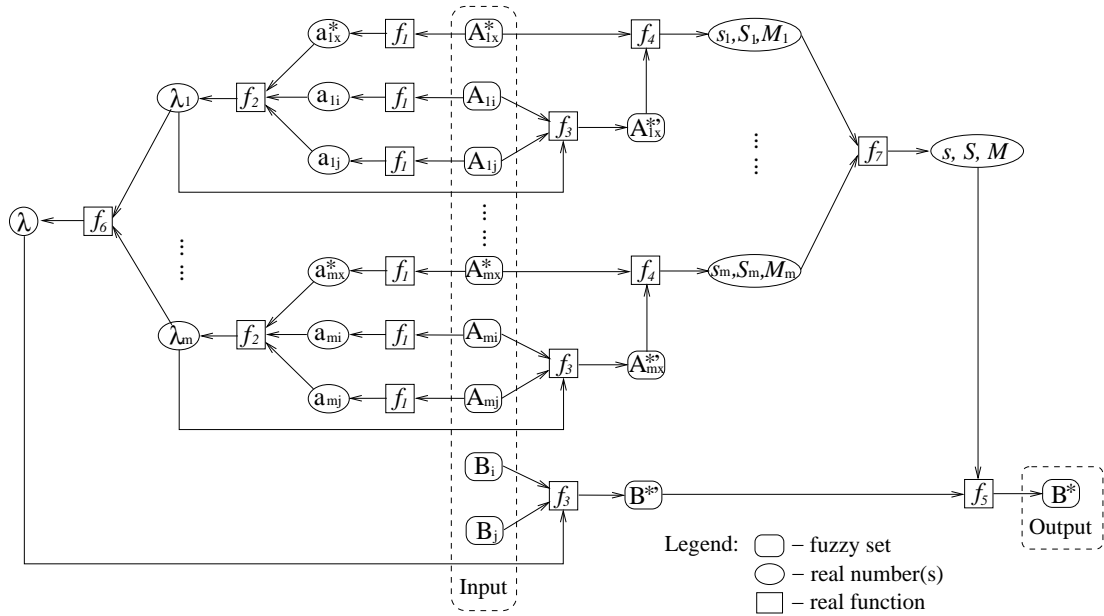 a*1x f1 A*1x f4 s1,S1,M1
λ1 f2 a1i f1 A1i f3 A*'1x
a1j f1 A1j
f7 s, S, M
λ f6
a*mx f1 A*mx f4 sm,Sm,Mm
λm f2 ami f1 Ami f3 A*'mx
amj f1 Amj
Bi
f3 B*' f5 B*
Bj
Output
Legend: – fuzzy set
– real number(s)
– real function
Input